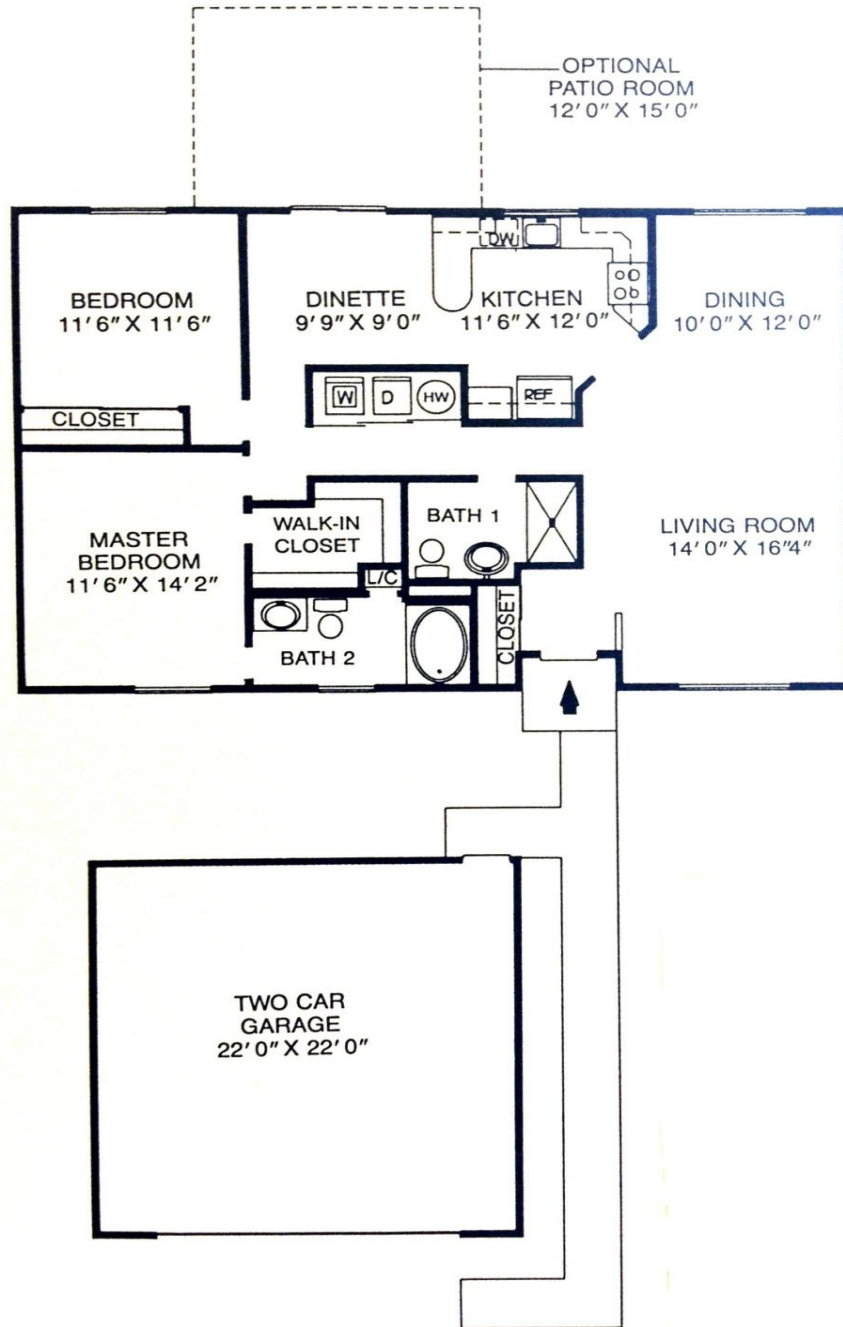 OPTIONAL
PATIO ROOM
12'0" X 15'0"
BEDROOM
11'6" X 11'6"
DINETTE
9'9" X 9'0"
DW
KITCHEN
11'6" X 12'0"
DINING
10'0" X 12'0"
CLOSET
W
D
HW
REF
MASTER
BEDROOM
11'6" X 14'2"
WALK-IN
CLOSET
BATH 1
LIVING ROOM
14'0" X 16"4"
L/C
BATH 2
CLOSET
TWO CAR
GARAGE
22'0" X 22'0"